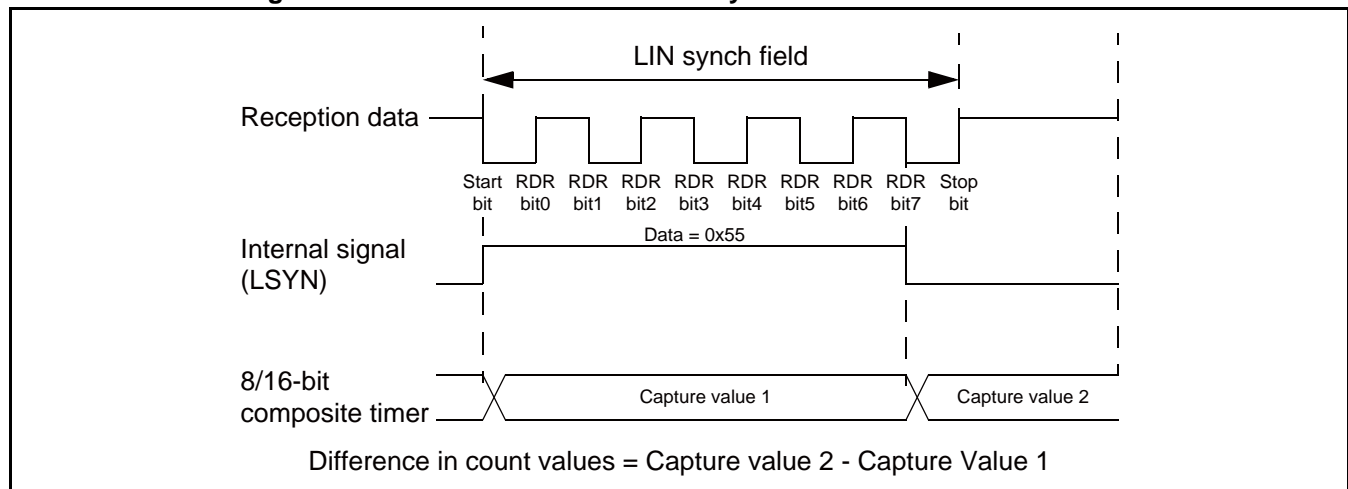 LIN synch field
Reception data
Start RDR RDR RDR RDR RDR RDR RDR RDR Stop
bit bit0 bit1 bit2 bit3 bit4 bit5 bit6 bit7 bit
Data = 0x55
Internal signal
(LSYN)
8/16-bit
composite timer
Capture value 1
Capture value 2
Difference in count values = Capture value 2 - Capture Value 1